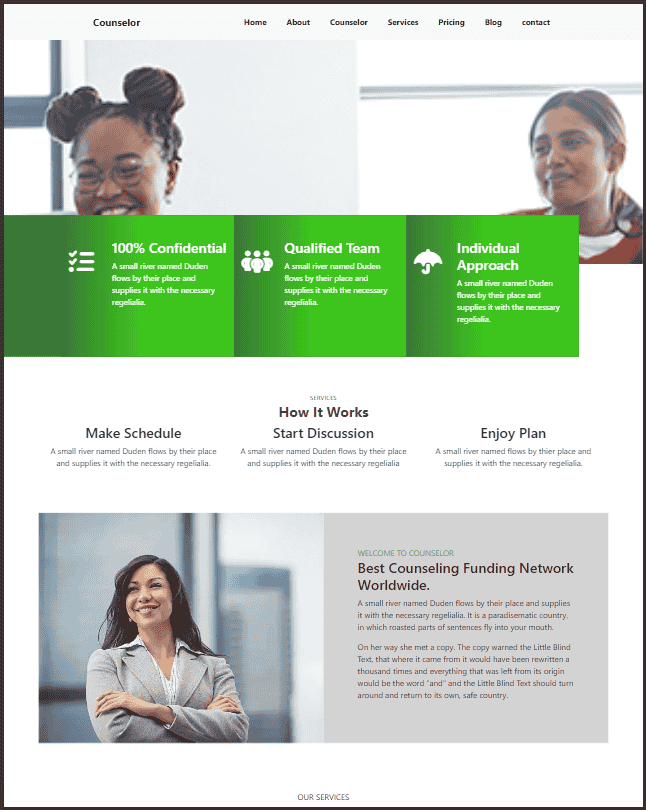 Counselor
Home About Counselor Services Pricing Blog contact
100% Confidential
A small river named Duden
flows by their place and
supplies it with the necessary
regelialia.
Qualified Team
A small river named Duden
flows by their place and
supplies it with the necessary
regelialia.
Individual
Approach
A small river named Duden
flows by their place and
supplies it with the necessary
regelialia.
SERVICES
How It Works
Make Schedule
A small river named Duden flows by their place
and supplies it with the necessary regelialia.
Start Discussion
A small river named Duden flows by their place
and supplies it with the necessary regelialia
Enjoy Plan
A small river named Duden flows by thier place and
supplies it with the necessary regelialia.
WELCOME TO COUNSELOR
Best Counseling Funding Network
Worldwide.
A small river named Duden flows by their place and supplies
it with the necessary regelialia. It is a paradisematic country,
in which roasted parts of sentences fly into your mouth.
On her way she met a copy. The copy warned the Little Blind
Text, that where it came from it would have been rewritten a
thousand times and everything that was left from its origin
would be the word "and" and the Little Blind Text should turn
around and return to its own, safe country.
OUR SERVICES